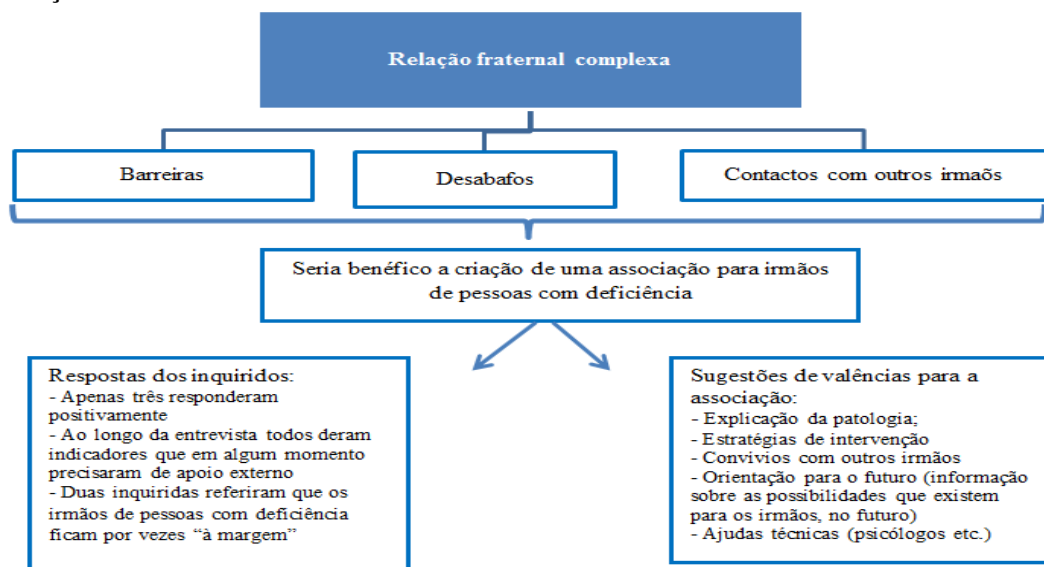 Relação fraternal complexa
Barreiras
Desabafos
Contactos com outros irmaõs
Seria benéfico a criação de uma associação para irmãos
de pessoas com deficiência
Respostas dos inquiridos:
- Apenas três responderam
positivamente
- Ao longo da entrevista todos deram
indicadores que em algum momento
precisaram de apoio externo
- Duas inquiridas referiram que os
irmãos de pessoas com deficiência
ficam por vezes “à margem”
Sugestões de valências para a
associação:
- Explicação da patologia;
- Estratégias de intervenção
- Convivios com outros irmãos
- Orientação para o futuro (informação
sobre as possibilidades que existem
para os irmãos, no futuro)
- Ajudas técnicas (psicólogos etc.)